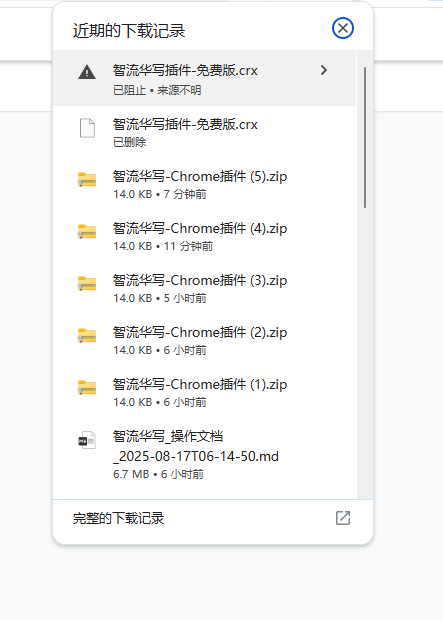 近期的下载记录
智流华写插件-免费版.crx
已阻止 • 来源不明
智流华写插件-免费版.crx
已删除
智流华写-Chrome插件 (5).zip
14.0 KB • 7 分钟前
智流华写-Chrome插件 (4).zip
14.0 KB • 11 分钟前
智流华写-Chrome插件 (3).zip
14.0 KB • 5 小时前
智流华写-Chrome插件 (2).zip
14.0 KB • 6 小时前
智流华写-Chrome插件 (1).zip
14.0 KB • 6 小时前
智流华写_操作文档
_2025-08-17T06-14-50.md
6.7 MB • 6 小时前
完整的下载记录